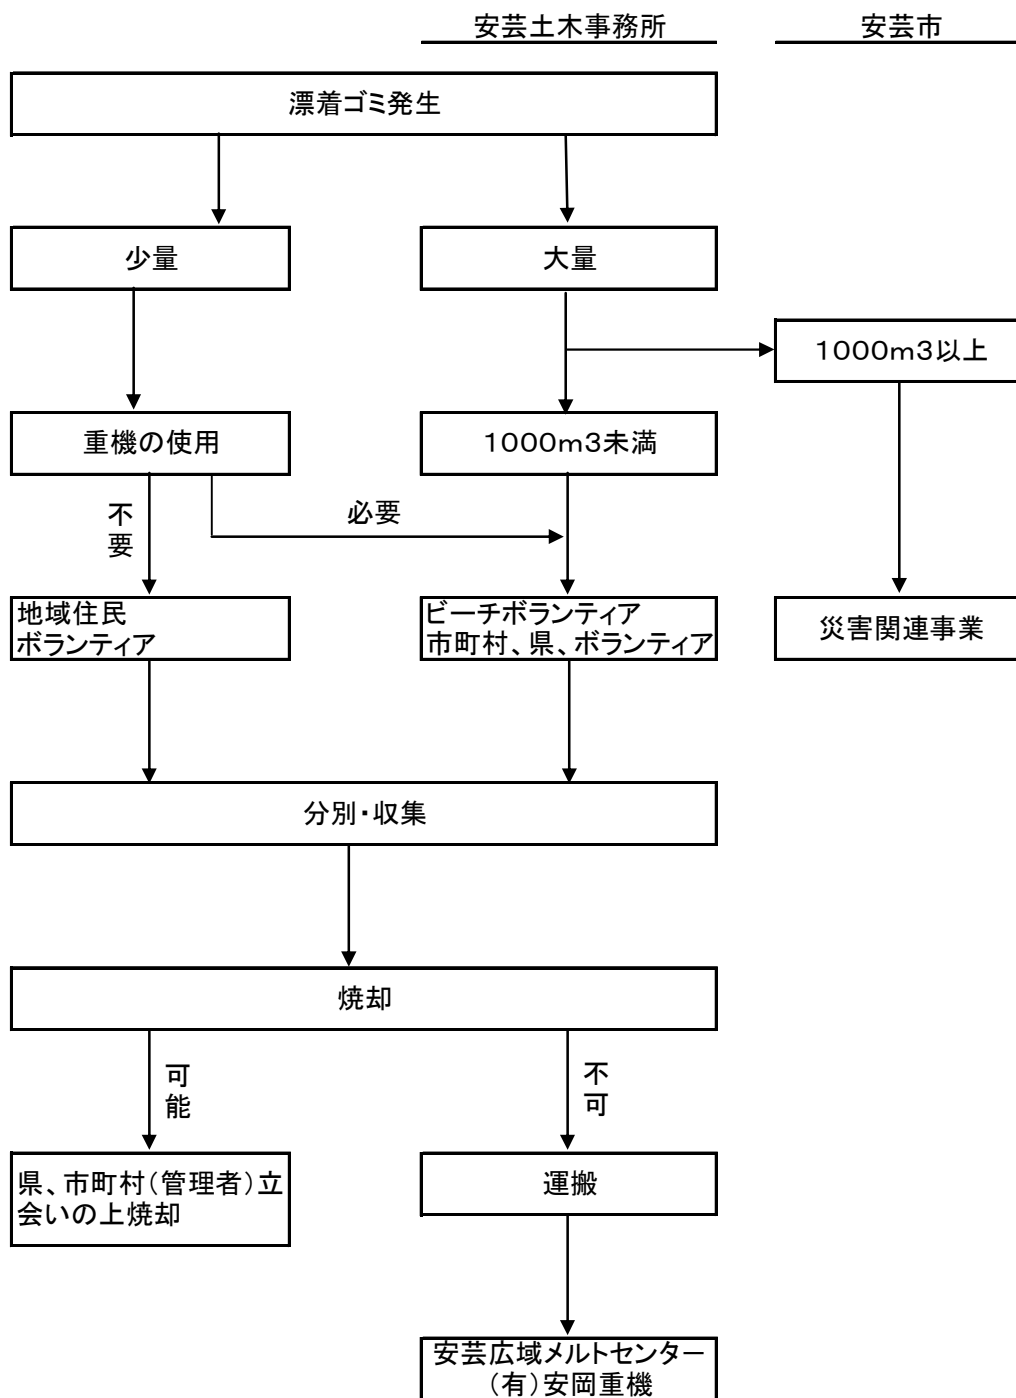 安芸土木事務所
安芸市
漂着ゴミ発生
少量
大量
1000m3以上
重機の使用
1000m3未満
不要
必要
地域住民
ボランティア
ビーチボランティア
市町村、県、ボランティア
災害関連事業
分別・収集
焼却
可能
不可
県、市町村(管理者)立
会いの上焼却
運搬
安芸広域メルトセンター
(有)安岡重機